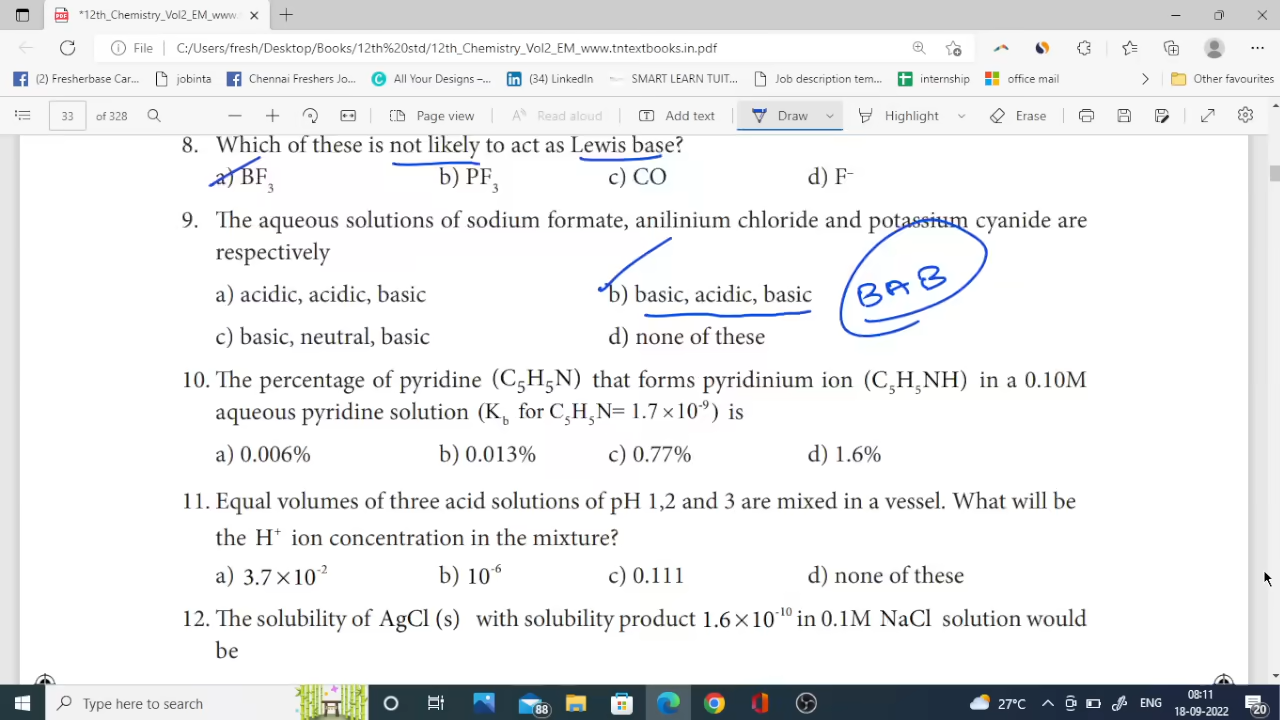 *12th_Chemistry_Vol2_EM_www.
File C:/Users/fresh/Desktop/Books/12th%20std/12th_Chemistry_Vol2_EM_www.tntextbooks.in.pdf
(2) Fresherbase Car... jobinta Chennai Freshers Jo... All Your Designs –... (34) LinkedIn SMART LEARN TUIT... Job description tem... internship office mail Other favourites
33 of 328 Page view Read aloud Add text Draw Highlight Erase
8. Which of these is not likely to act as Lewis base?
a) BF₃ b) PF₃ c) CO d) F⁻
9. The aqueous solutions of sodium formate, anilinium chloride and potassium cyanide are
respectively
a) acidic, acidic, basic b) basic, acidic, basic BAB
c) basic, neutral, basic d) none of these
10. The percentage of pyridine (C₅H₅N) that forms pyridinium ion (C₅H₅NH) in a 0.10M
aqueous pyridine solution (K_b for C₅H₅N= 1.7×10⁻⁹) is
a) 0.006% b) 0.013% c) 0.77% d) 1.6%
11. Equal volumes of three acid solutions of pH 1,2 and 3 are mixed in a vessel. What will be
the H⁺ ion concentration in the mixture?
a) 3.7×10⁻² b) 10⁻⁶ c) 0.111 d) none of these
12. The solubility of AgCl (s) with solubility product 1.6×10⁻¹⁰ in 0.1M NaCl solution would
be
Type here to search 88 27°C ENG 08:11 18-09-2022 20